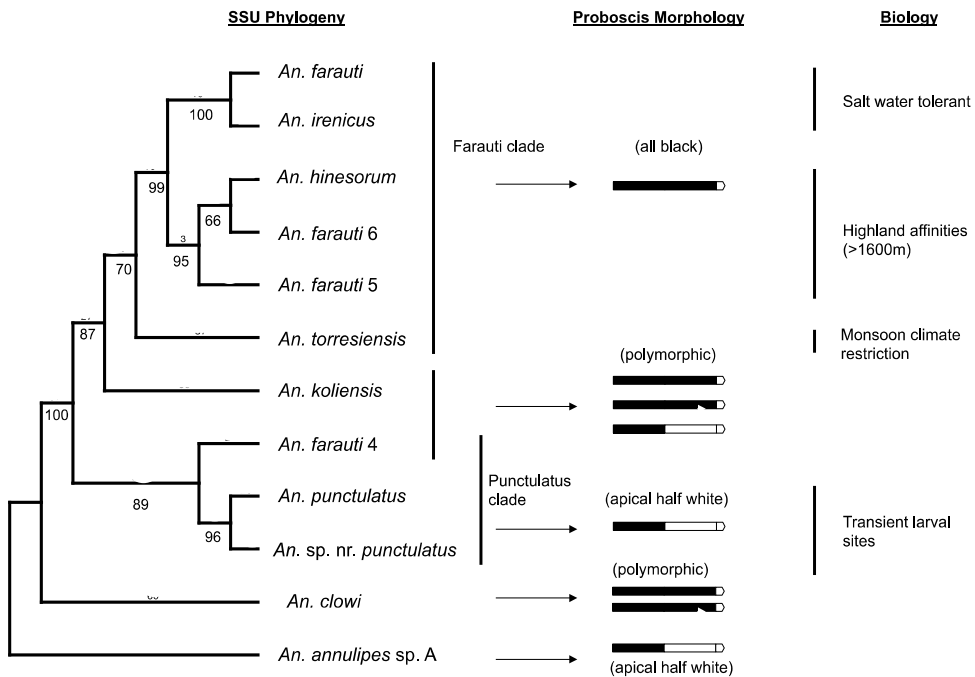 SSU Phylogeny
Proboscis Morphology
Biology
An. farauti
An. irenicus
An. hinesorum
An. farauti 6
An. farauti 5
An. torresiensis
An. koliensis
An. farauti 4
An. punctulatus
An. sp. nr. punctulatus
An. clowi
An. annulipes sp. A
100
99
66
3
95
70
87
100
89
96
Farauti clade
Punctulatus
clade
(all black)
(polymorphic)
(apical half white)
(polymorphic)
(apical half white)
Salt water tolerant
Highland affinities
(>1600m)
Monsoon climate
restriction
Transient larval
sites